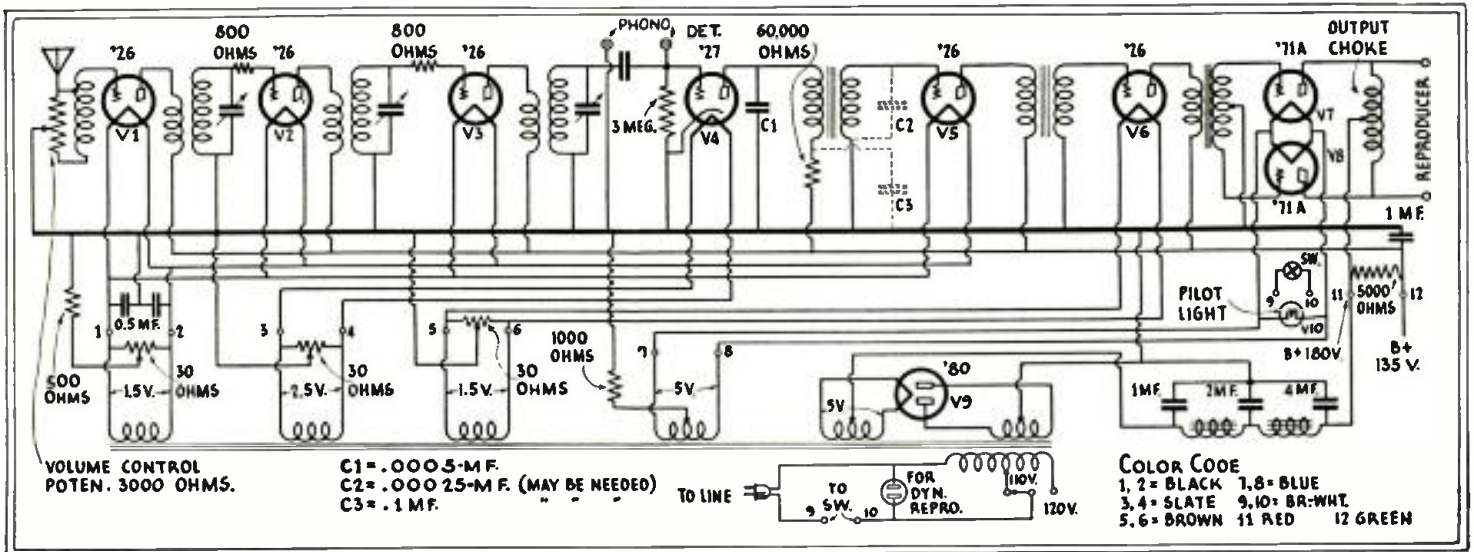 PHONO.
'26
800
OHMS
'26
800
OHMS
'26
DET.
'27
60,000
OHMS
'26
'26
'71A
OUTPUT
CHOKE
V1
V2
V3
3 MEG.
V4
C1
C2
V5
V6
V7
V8
REPRODUCER
C3
'71A
1 MF.
SW.
PILOT
LIGHT
9
10
V10
11
5000
OHMS
12
B+180V.
B+
135 V.
0.5 MF.
1
2
3
4
5
6
7
8
500
OHMS
1.5V.
30
OHMS
2.5V.
30
OHMS
1.5V.
30
OHMS
1000
OHMS
5V.
5V
'80
V9
1MF.
2MF.
4MF.
VOLUME CONTROL
POTEN. 3000 OHMS.
C1=.0005-MF.
C2=.00025-MF. (MAY BE NEEDED)
C3=.1MF. " " "
TO LINE
9
TO
SW.
10
FOR
DYN.
REPRO.
110V.
120V.
COLOR CODE
1,2=BLACK 7,8=BLUE
3,4=SLATE 9,10=BR-WHT.
5,6=BROWN 11 RED 12 GREEN